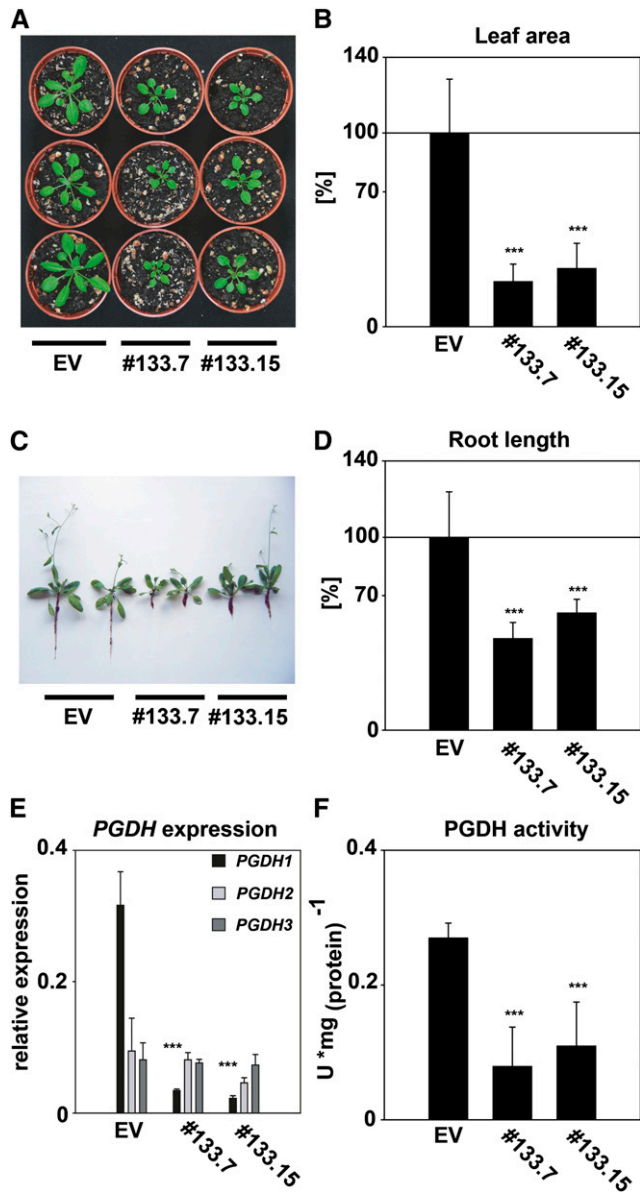 A
EV
#133.7
#133.15
B
Leaf area
140
100
70
0
[%]
***
***
EV
#133.7
#133.15
C
EV
#133.7
#133.15
D
Root length
140
100
70
0
[%]
***
***
EV
#133.7
#133.15
E
PGDH expression
0.4
0.2
0
relative expression
PGDH1
PGDH2
PGDH3
***
***
EV
#133.7
#133.15
F
PGDH activity
0.4
0.2
0
U *mg (protein)-1
***
***
EV
#133.7
#133.15